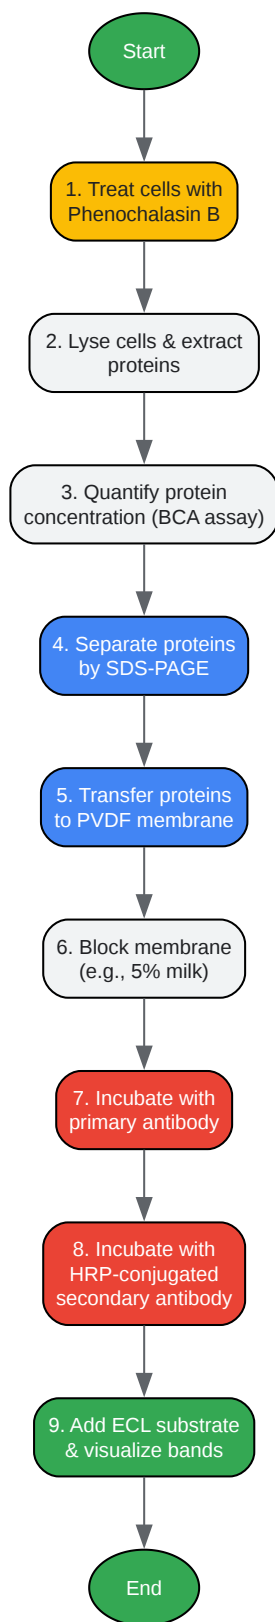 Start
1. Treat cells with
Phenochalasin B
2. Lyse cells & extract
proteins
3. Quantify protein
concentration (BCA assay)
4. Separate proteins
by SDS-PAGE
5. Transfer proteins
to PVDF membrane
6. Block membrane
(e.g., 5% milk)
7. Incubate with
primary antibody
8. Incubate with
HRP-conjugated
secondary antibody
9. Add ECL substrate
& visualize bands
End